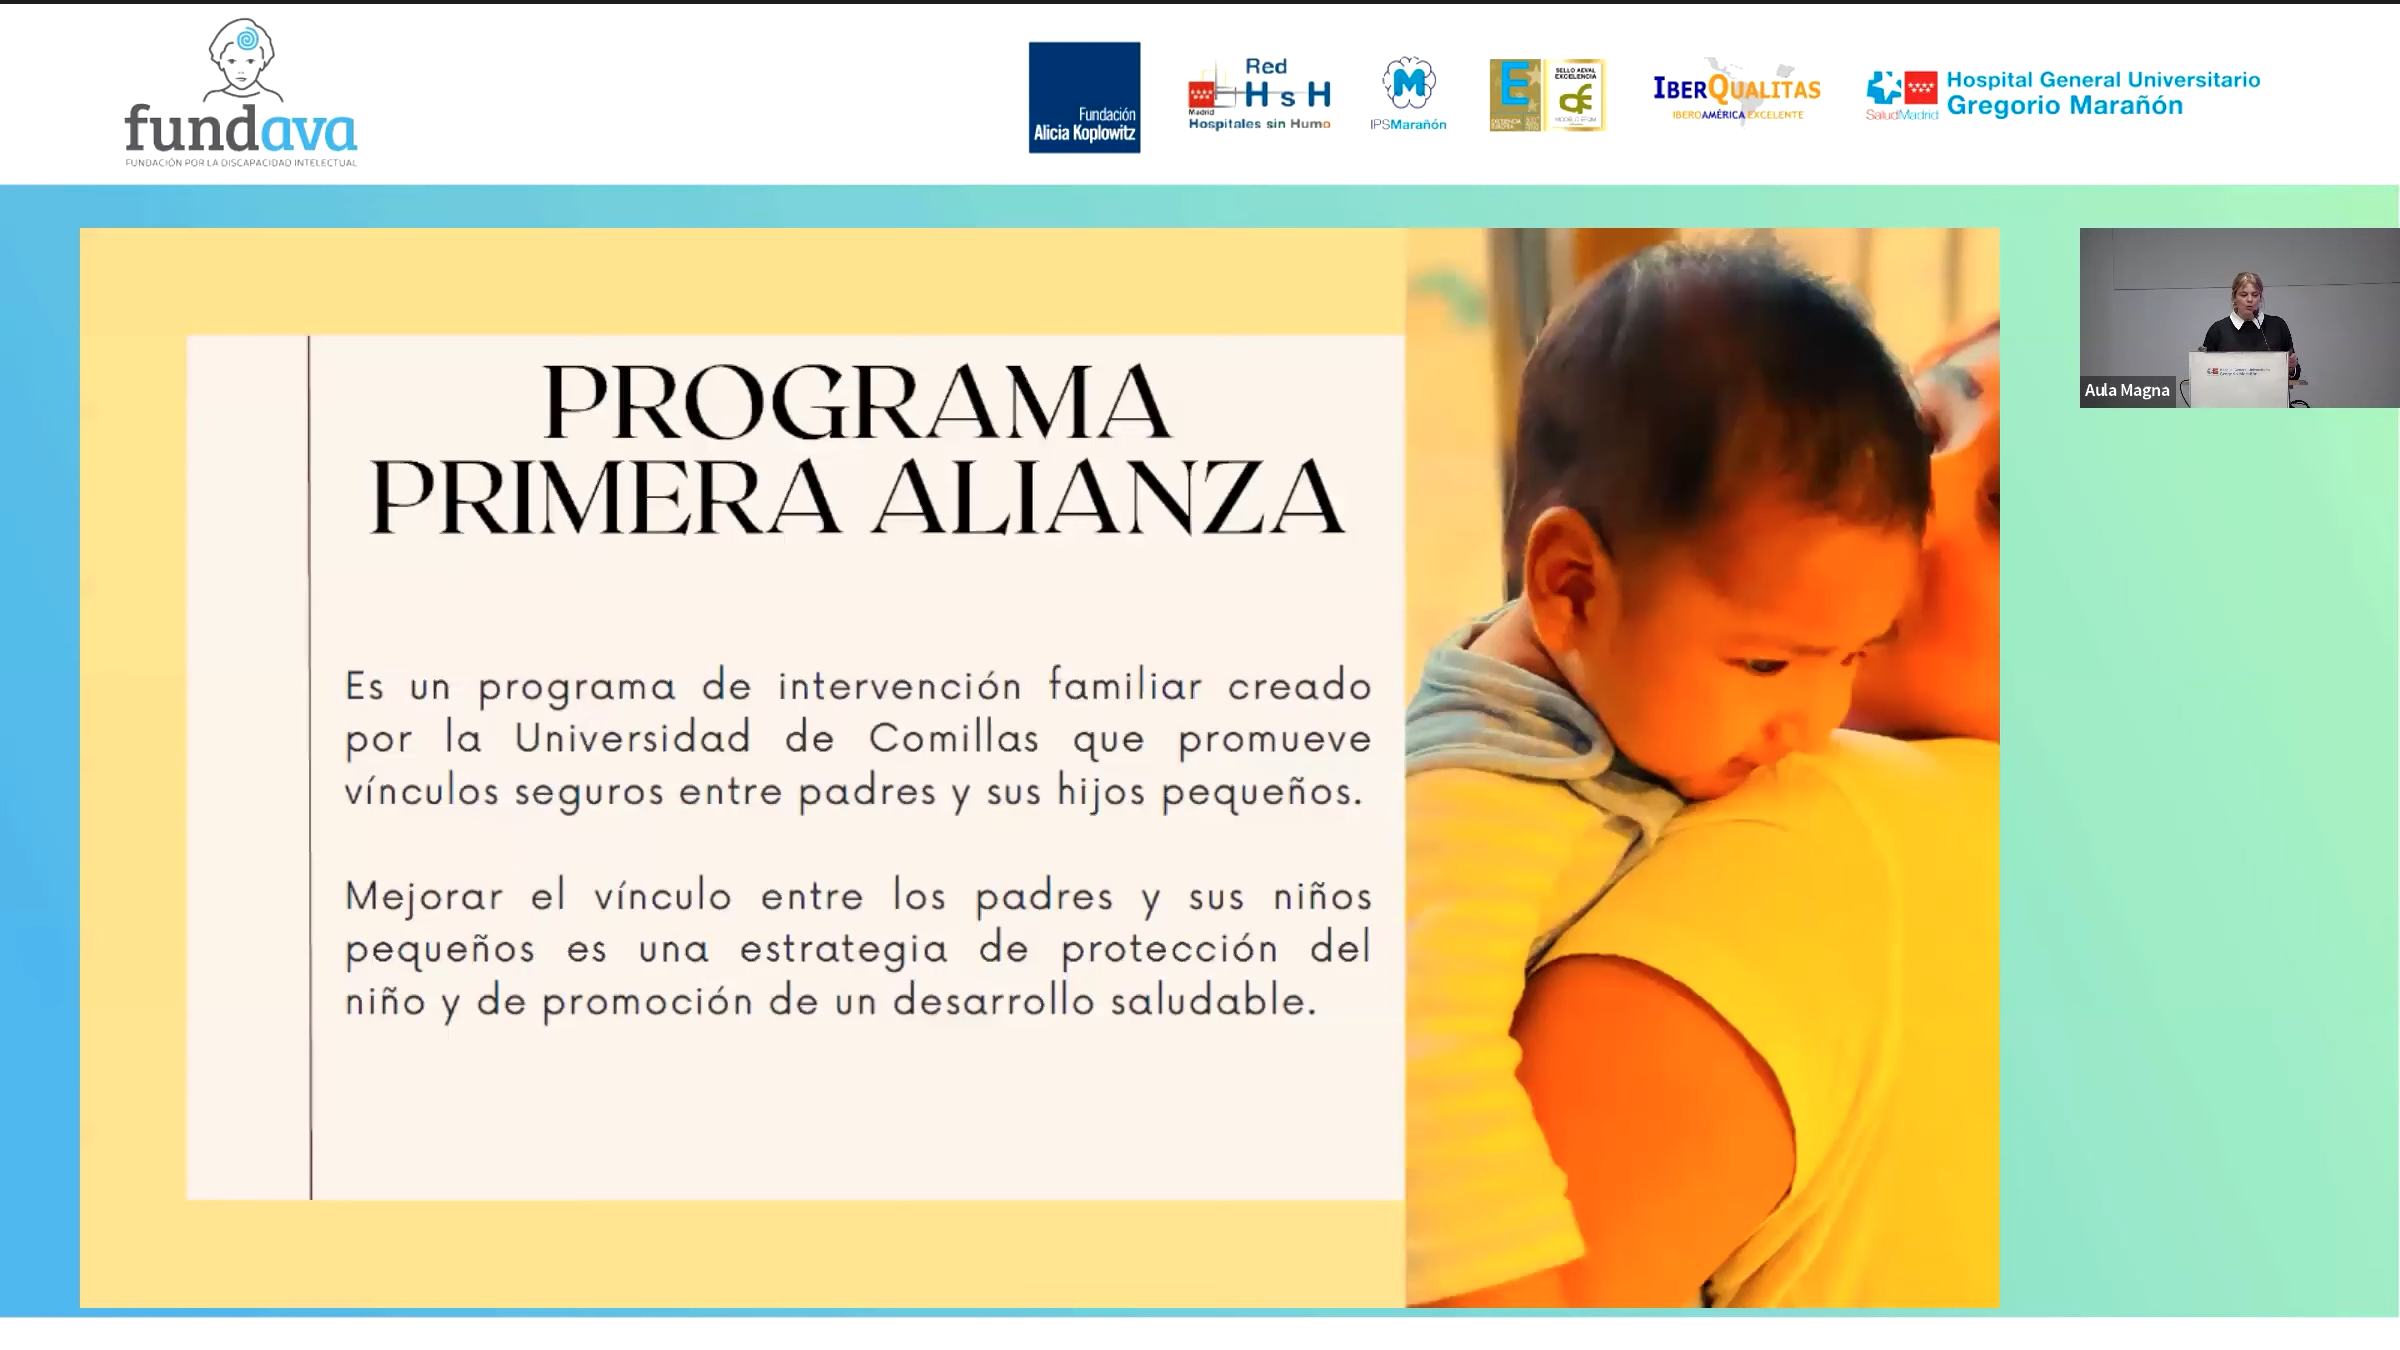 fundava
FUNDACIÓN POR LA DISCAPACIDAD INTELECTUAL
Fundación
Alicia Koplowitz
Red
H s H
Madrid
Hospitales sin Humo
M
IPSMarañón
E
SELLO AEVAL
EXCELENCIA
IBERQUALITAS
IBEROAMÉRICA EXCELENTE
SaludMadrid
Hospital General Universitario
Gregorio Marañón
Aula Magna
PROGRAMA
PRIMERA ALIANZA
Es un programa de intervención familiar creado
por la Universidad de Comillas que promueve
vínculos seguros entre padres y sus hijos pequeños.
Mejorar el vínculo entre los padres y sus niños
pequeños es una estrategia de protección del
niño y de promoción de un desarrollo saludable.